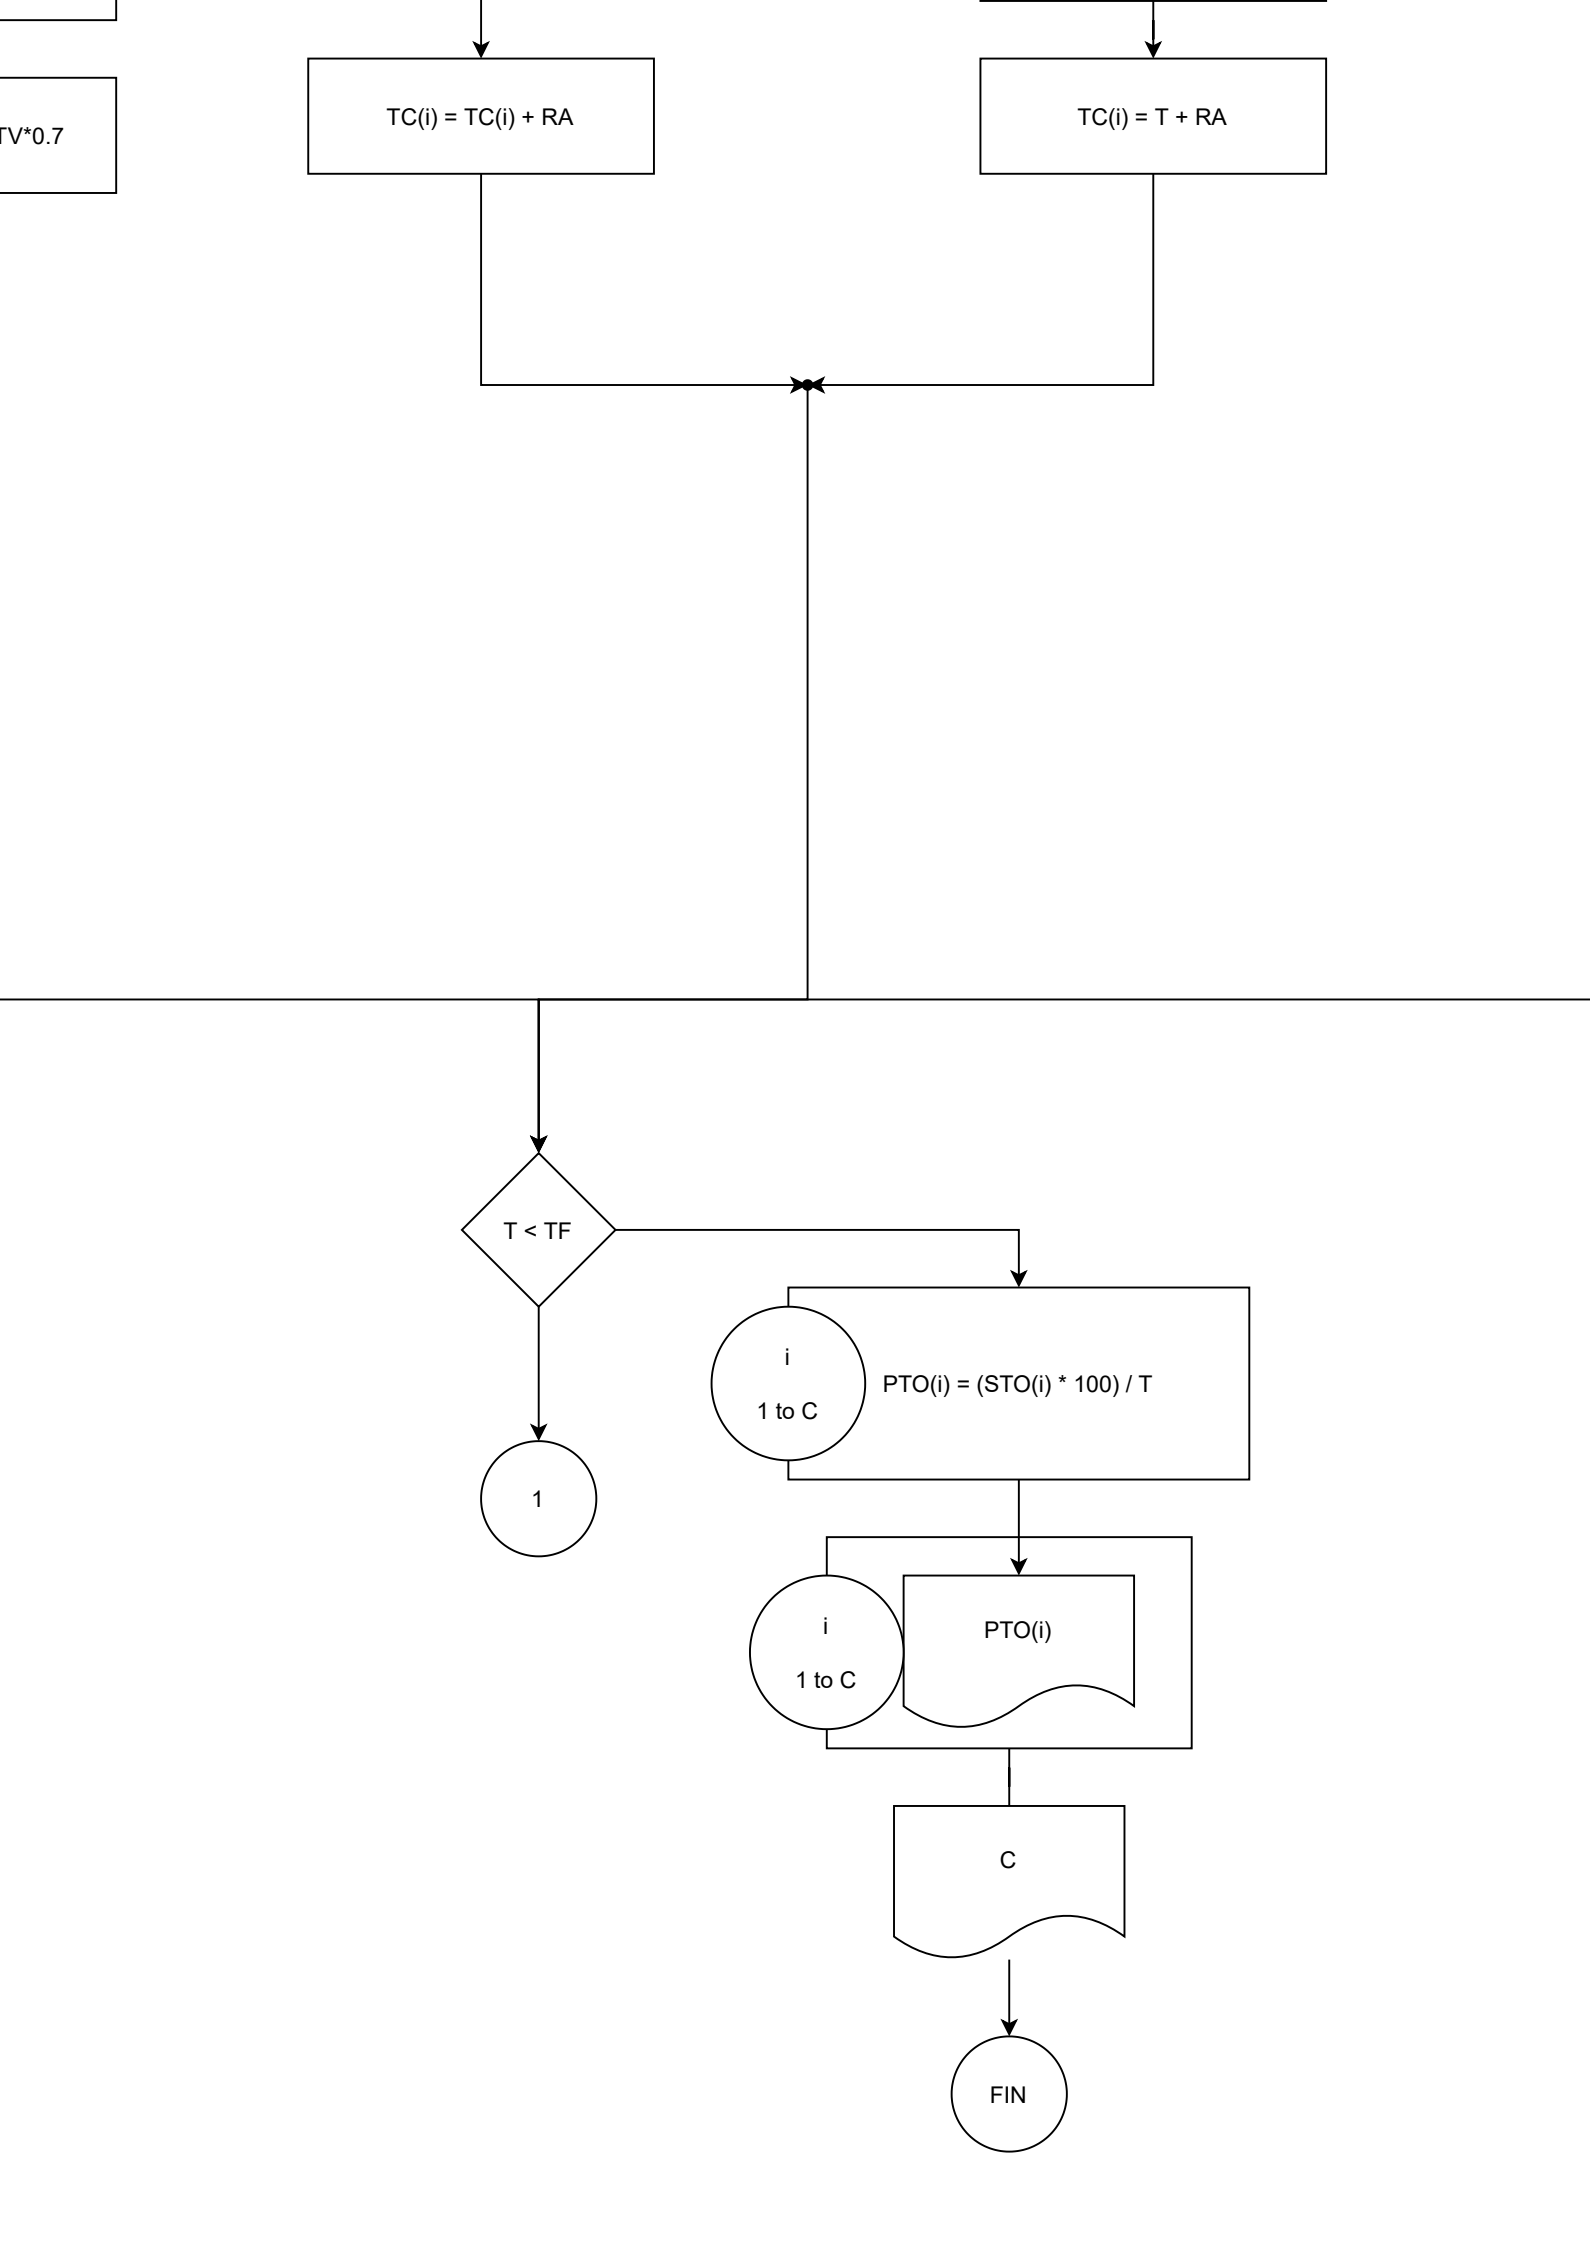 TC(i) = TC(i) + RA
TC(i) = T + RA
TV*0.7
T < TF
i
1 to C
PTO(i) = (STO(i) * 100) / T
1
i
1 to C
PTO(i)
C
FIN